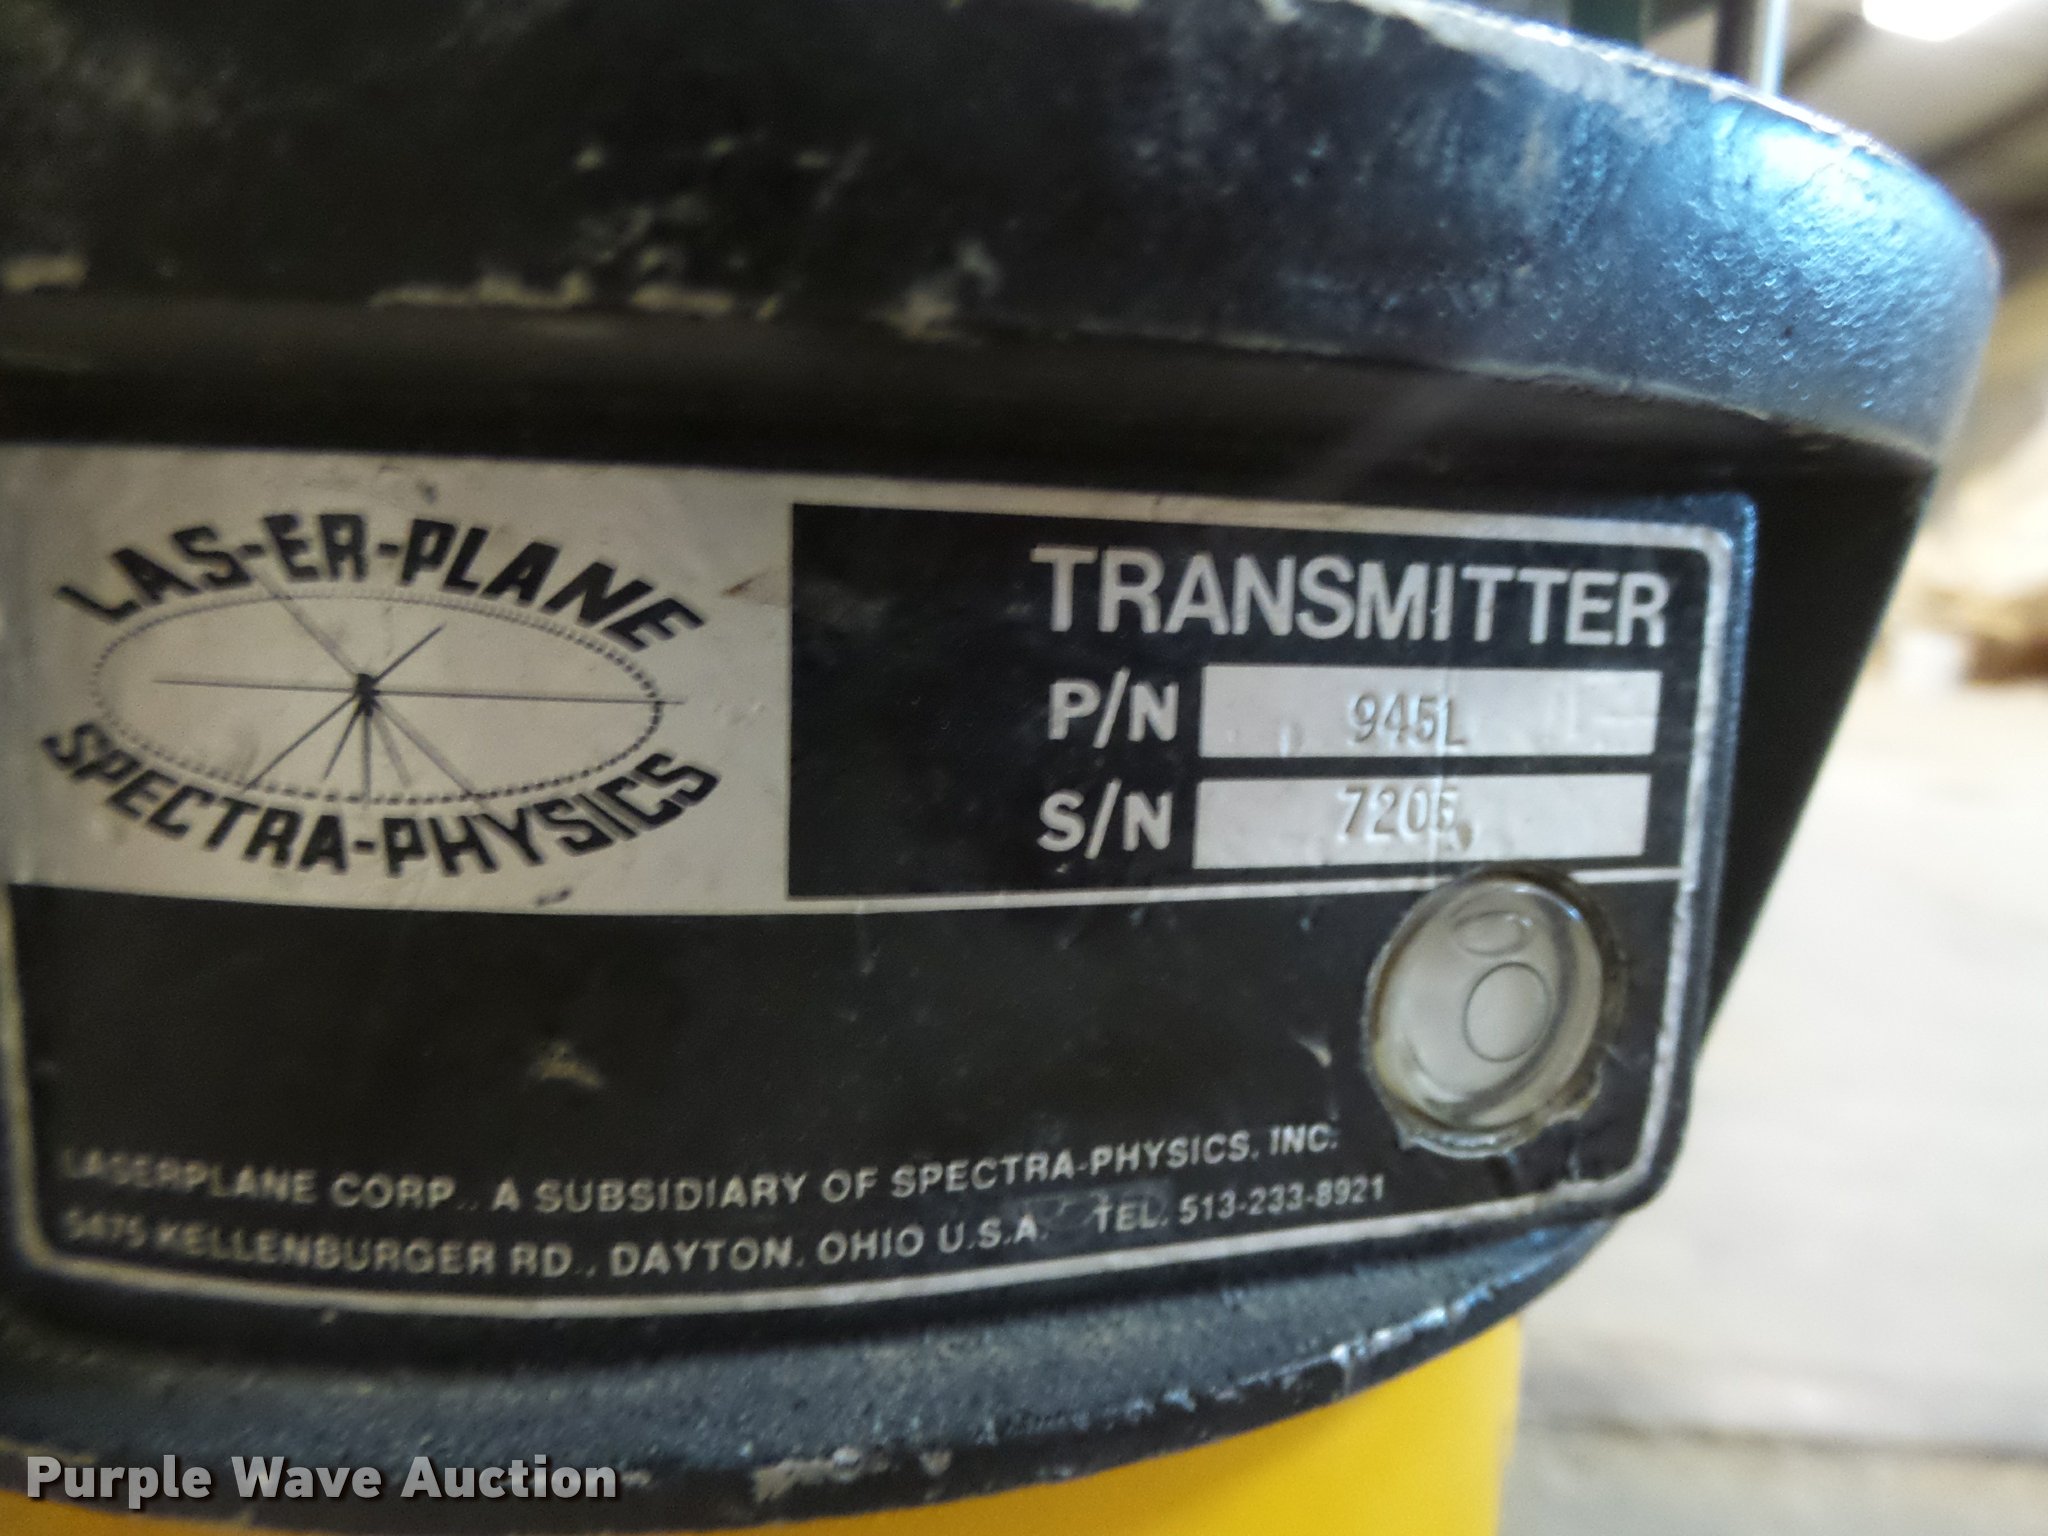 LAS-ER-PLANE
SPECTRA-PHYSICS
TRANSMITTER
P/N 945L
S/N
LASERPLANE CORP., A SUBSIDIARY OF SPECTRA-PHYSICS, INC.
5475 KELLENBURGER RD., DAYTON, OHIO U.S.A. TEL. 513-233-8921
Purple Wave Auction